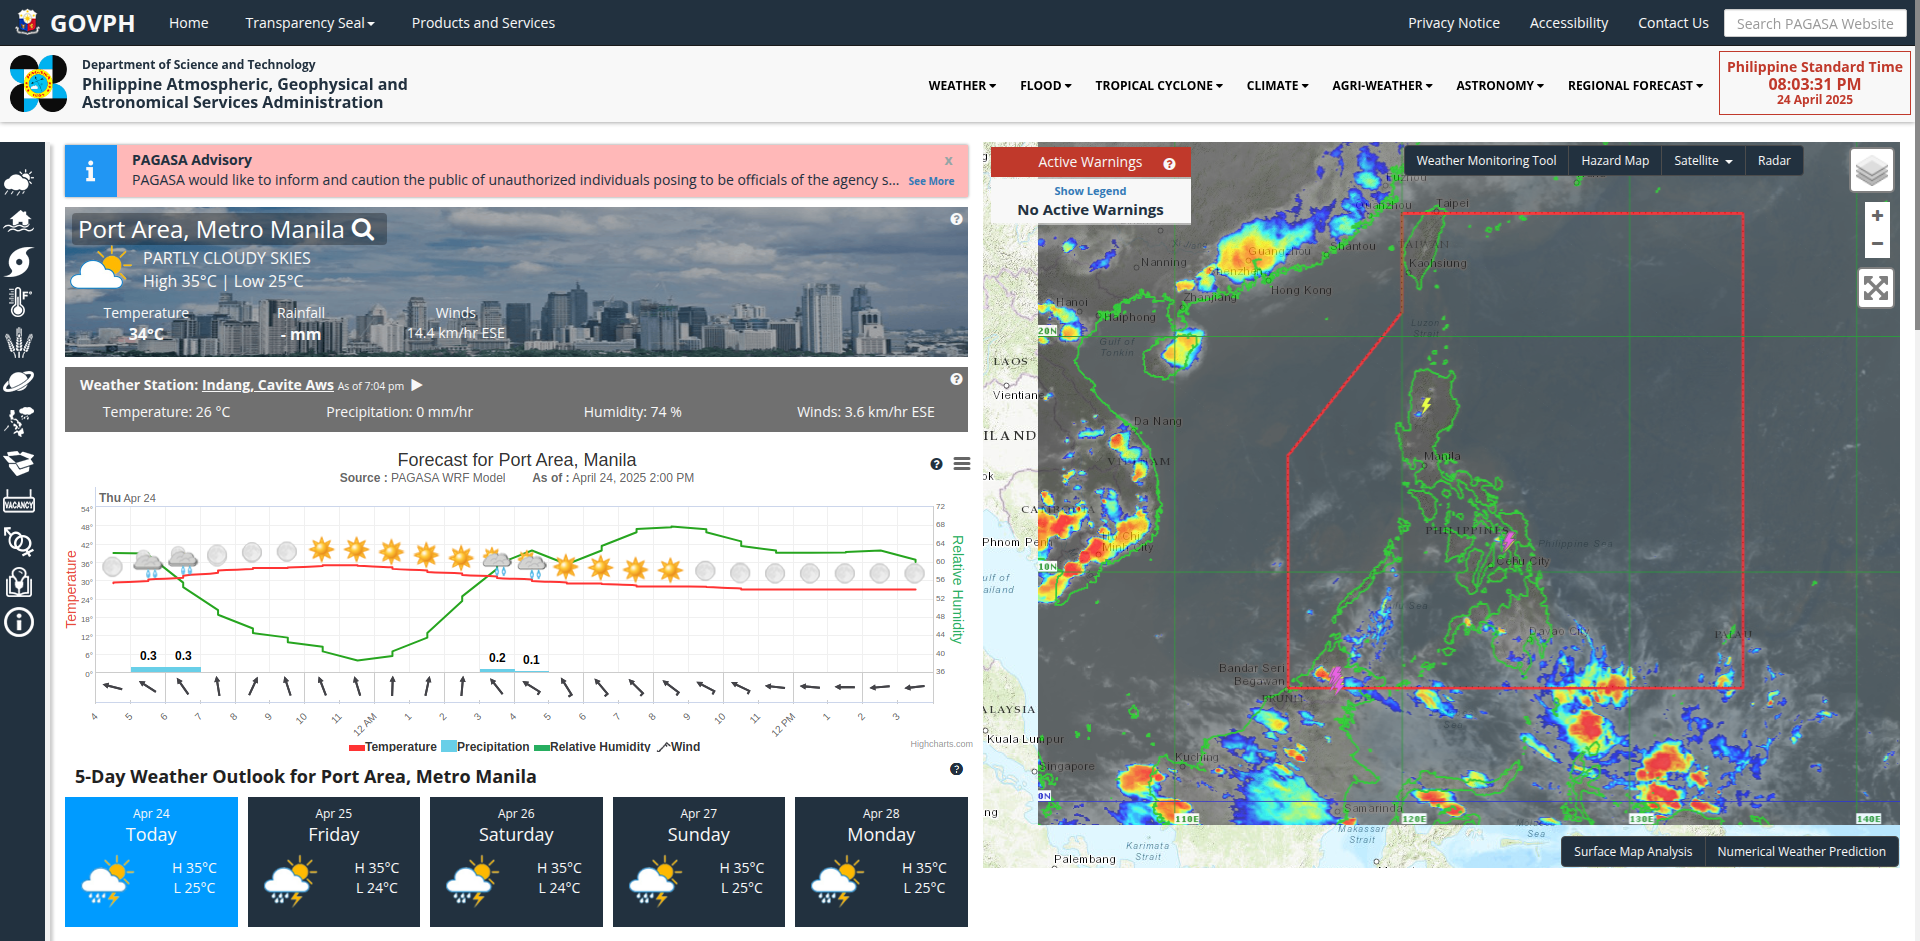 GOVPH
Home
Transparency Seal
Products and Services
Privacy Notice
Accessibility
Contact Us
Search PAGASA Website
Department of Science and Technology
Philippine Atmospheric, Geophysical and
Astronomical Services Administration
WEATHER
FLOOD
TROPICAL CYCLONE
CLIMATE
AGRI-WEATHER
ASTRONOMY
REGIONAL FORECAST
Philippine Standard Time
08:03:31 PM
24 April 2025
VACANCY
PAGASA Advisory
x
PAGASA would like to inform and caution the public of unauthorized individuals posing to be officials of the agency s... See More
Port Area, Metro Manila
PARTLY CLOUDY SKIES
High 35°C | Low 25°C
Temperature
34°C
Rainfall
- mm
Winds
14.4 km/hr ESE
Weather Station: Indang, Cavite Aws As of 7:04 pm
Temperature: 26 °C
Precipitation: 0 mm/hr
Humidity: 74 %
Winds: 3.6 km/hr ESE
Forecast for Port Area, Manila
Source : PAGASA WRF Model As of : April 24, 2025 2:00 PM
Thu Apr 24
Temperature
54°
48°
42°
36°
30°
24°
18°
12°
6°
0°
72
68
64
60
56
52
48
44
40
36
Relative Humidity
0.3
0.3
0.2
0.1
4
5
6
7
8
9
10
11
12 AM
1
2
3
4
5
6
7
8
9
10
11
12 PM
1
2
3
Temperature Precipitation Relative Humidity Wind
Highcharts.com
5-Day Weather Outlook for Port Area, Metro Manila
Apr 24
Today
H 35°C
L 25°C
Apr 25
Friday
H 35°C
L 24°C
Apr 26
Saturday
H 35°C
L 24°C
Apr 27
Sunday
H 35°C
L 25°C
Apr 28
Monday
H 35°C
L 25°C
Active Warnings
Show Legend
No Active Warnings
Weather Monitoring Tool
Hazard Map
Satellite
Radar
+
−
Fuzhou
Quanzhou
Taipei
Shantou
TAIWAN
Kaohsiung
Guangzhou
Shenzhen
Nanning
Hong Kong
Zhanjiang
Hanoi
Haiphong
20N
Gulf of
Tonkin
Luzon
Strait
LAOS
Vientian
Da Nang
ILAND
VIETNAM
Manila
ok
CAMBODIA
PHILIPPINES
Phnom Penh
Ho Chi
Minh City
Philippine Sea
Cebu City
10N
ulf of
ailand
Sea
Davao City
PALAU
Bandar Seri
Begawan
BRUNEI
ALAYSIA
Kuala Lumpur
Kuching
Singapore
0N
Samarinda
ng
110E
120E
130E
140E
Makassar
Strait
Sea
Karimata
Strait
Palembang
Surface Map Analysis
Numerical Weather Prediction